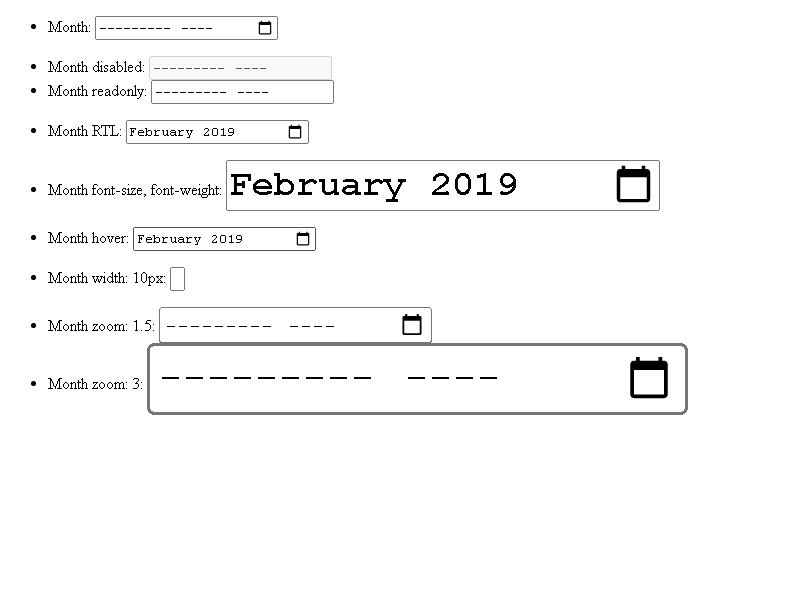 Month: --------- ----
Month disabled: --------- ----
Month readonly: --------- ----
Month RTL: February 2019
Month font-size, font-weight: February 2019
Month hover: February 2019
Month width: 10px:
Month zoom: 1.5: --------- ----
Month zoom: 3: --------- ----